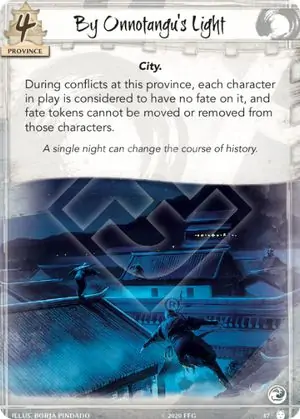 4
By Onnotangu's Light
PROVINCE
City.
During conflicts at this province, each character
in play is considered to have no fate on it, and
fate tokens cannot be moved or removed from
those characters.
A single night can change the course of history.
ILLUS. BORJA PINDADO
© 2020 FFG
17